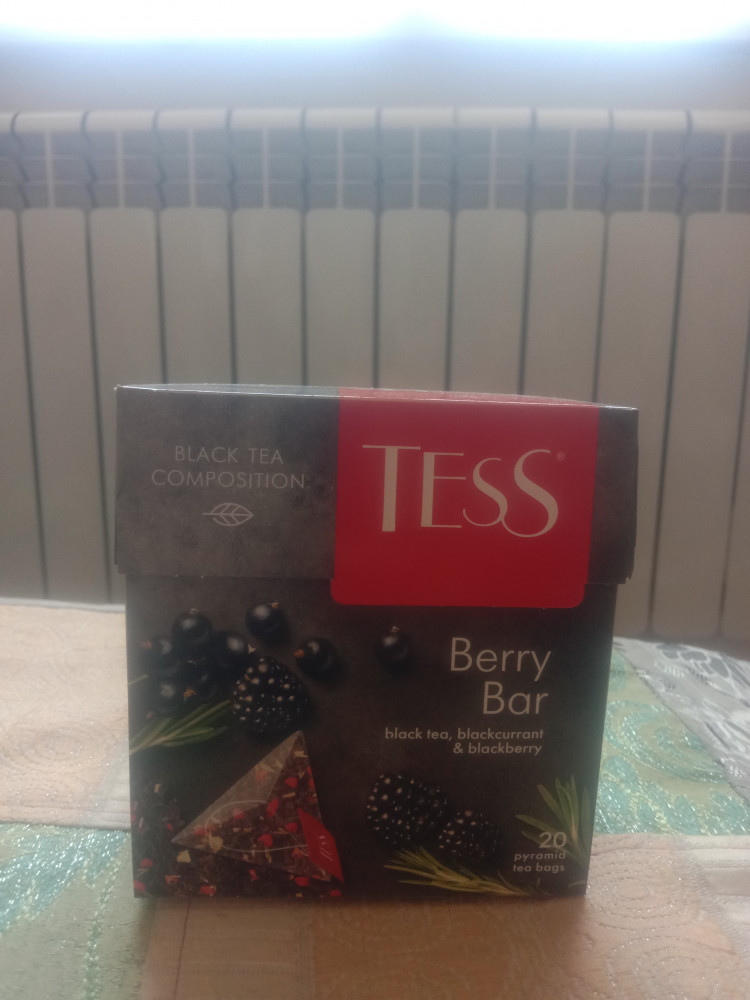 BLACK TEA
COMPOSITION
TESS®
Berry
Bar
black tea, blackcurrant
& blackberry
20
pyramid
tea bags